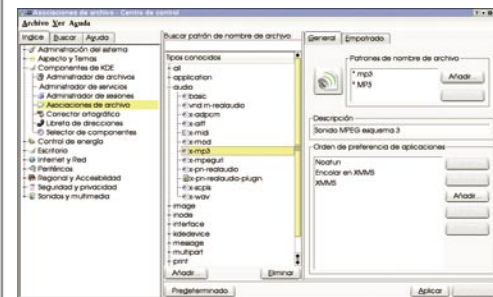 Asociaciones de archivo - Centro de control
Archivo Ver Ayuda
Índice Buscar Ayuda
Administración del sistema
Aspecto y Temas
Componentes de KDE
Administrador de archivos
Administrador de servicios
Administrador de sesiones
Asociaciones de archivo
Corrector ortográfico
Libreta de direcciones
Selector de componentes
Control de energía
Escritorio
Internet y Red
Periféricos
Regional y Accesibilidad
Seguridad y privacidad
Sonidos y multimedia
Buscar patrón de nombre de archivo:
Tipos conocidos
all
application
audio
basic
vnd.rn-realaudio
x-adpcm
x-aiff
x-midi
x-mod
x-mp3
x-mpegurl
x-pn-realaudio
x-pn-realaudio-plugin
x-scpls
x-wav
image
inode
interface
kdedevice
message
multipart
print
Añadir... Eliminar
General Empotrado
Patrones de nombre de archivo
*.mp3
*.MP3
Añadir...
Descripción
Sonido MPEG esquema 3
Orden de preferencia de aplicaciones
Noatun
Encolar en XMMS
XMMS
Añadir...
Predeterminado Aplicar